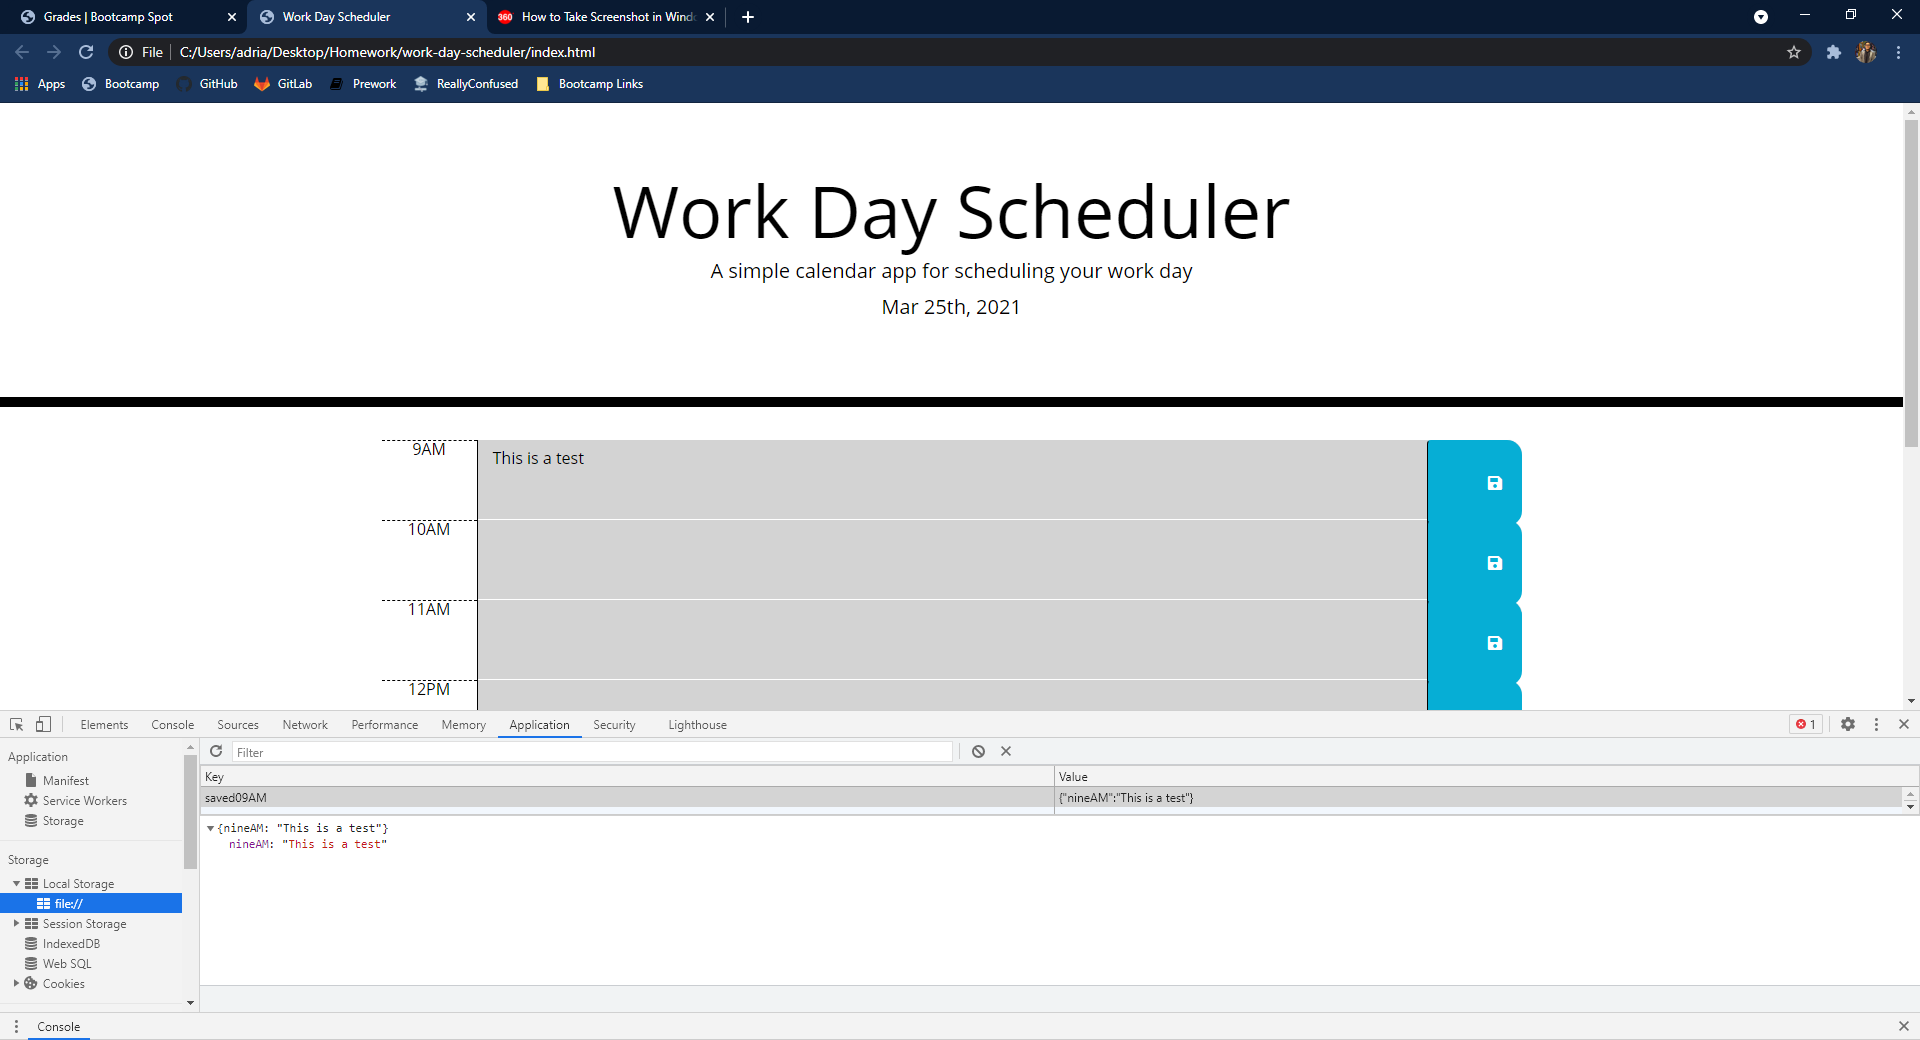 Grades | Bootcamp Spot
Work Day Scheduler
360 How to Take Screenshot in Wind
File C:/Users/adria/Desktop/Homework/work-day-scheduler/index.html
Apps Bootcamp GitHub GitLab Prework ReallyConfused Bootcamp Links
Work Day Scheduler
A simple calendar app for scheduling your work day
Mar 25th, 2021
9AM This is a test
10AM
11AM
12PM
Elements Console Sources Network Performance Memory Application Security Lighthouse 1
Application
Manifest
Service Workers
Storage
Storage
Local Storage
file://
Session Storage
IndexedDB
Web SQL
Cookies
Filter
Key Value
saved09AM {"nineAM":"This is a test"}
{nineAM: "This is a test"}
nineAM: "This is a test"
Console